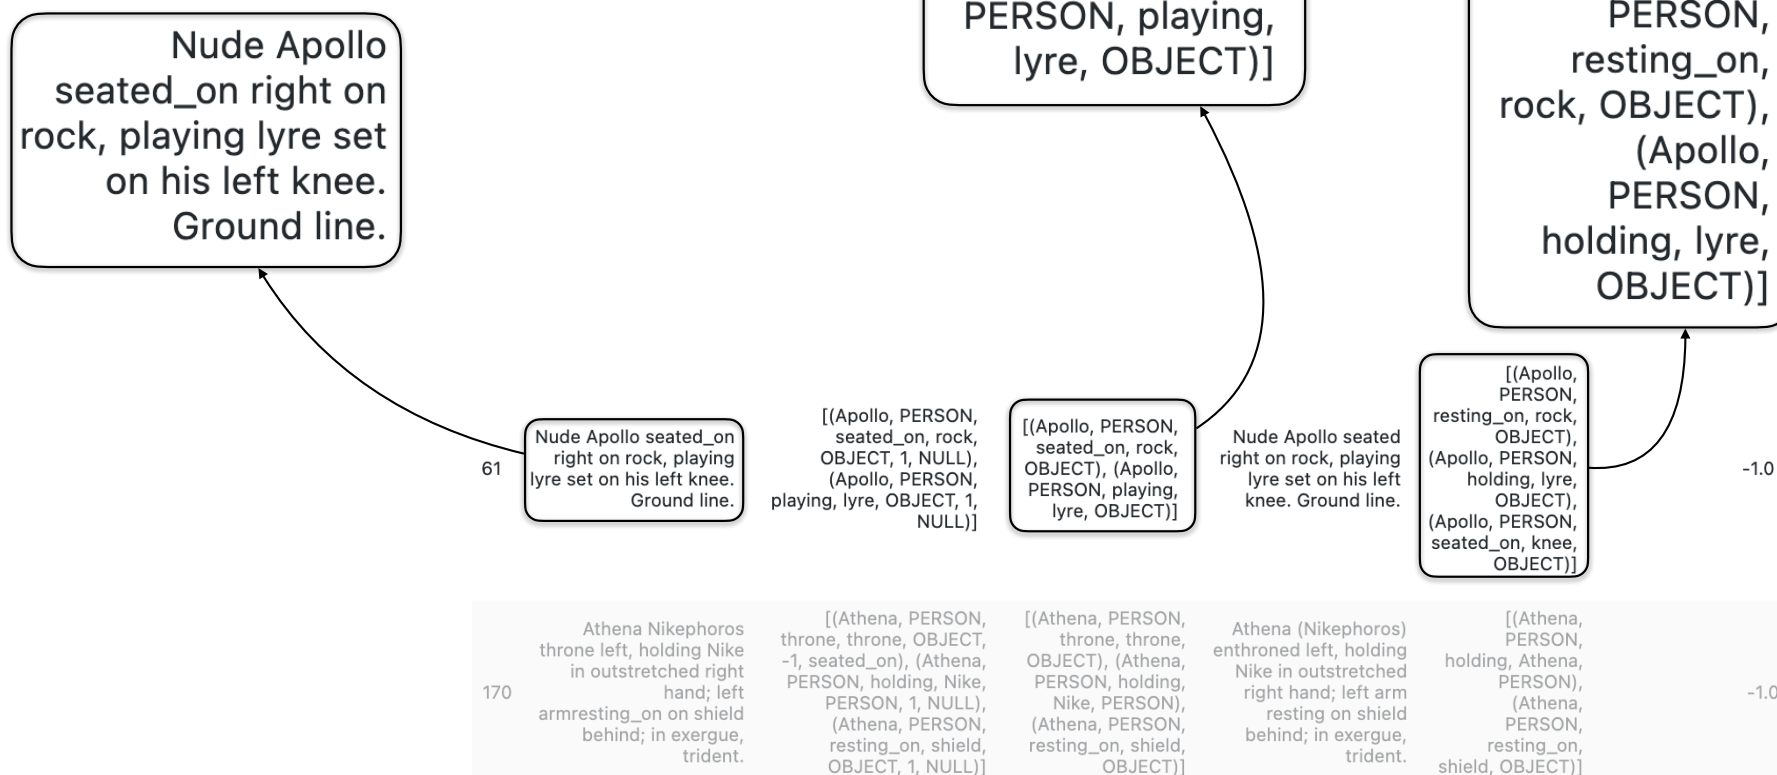 Nude Apollo
seated_on right on
rock, playing lyre set
on his left knee.
Ground line.
PERSON, playing,
lyre, OBJECT)]
PERSON,
resting_on,
rock, OBJECT),
(Apollo,
PERSON,
holding, lyre,
OBJECT)]
61
Nude Apollo seated_on
right on rock, playing
lyre set on his left knee.
Ground line.
[(Apollo, PERSON,
seated_on, rock,
OBJECT, 1, NULL),
(Apollo, PERSON,
playing, lyre, OBJECT, 1,
NULL)]
[(Apollo, PERSON,
seated_on, rock,
OBJECT), (Apollo,
PERSON, playing,
lyre, OBJECT)]
Nude Apollo seated
right on rock, playing
lyre set on his left
knee. Ground line.
[(Apollo,
PERSON,
resting_on, rock,
OBJECT),
(Apollo, PERSON,
holding, lyre,
OBJECT),
(Apollo, PERSON,
seated_on, knee,
OBJECT)]
-1.0
170
Athena Nikephoros
throne left, holding Nike
in outstretched right
hand; left
armresting_on on shield
behind; in exergue,
trident.
[(Athena, PERSON,
throne, throne, OBJECT,
-1, seated_on), (Athena,
PERSON, holding, Nike,
PERSON, 1, NULL),
(Athena, PERSON,
resting_on, shield,
OBJECT, 1, NULL)]
[(Athena, PERSON,
throne, throne,
OBJECT), (Athena,
PERSON, holding,
Nike, PERSON),
(Athena, PERSON,
resting_on, shield,
OBJECT)]
Athena (Nikephoros)
enthroned left, holding
Nike in outstretched
right hand; left arm
resting on shield
behind; in exergue,
trident.
[(Athena,
PERSON,
holding, Athena,
PERSON),
(Athena,
PERSON,
resting_on,
shield, OBJECT)]
-1.0